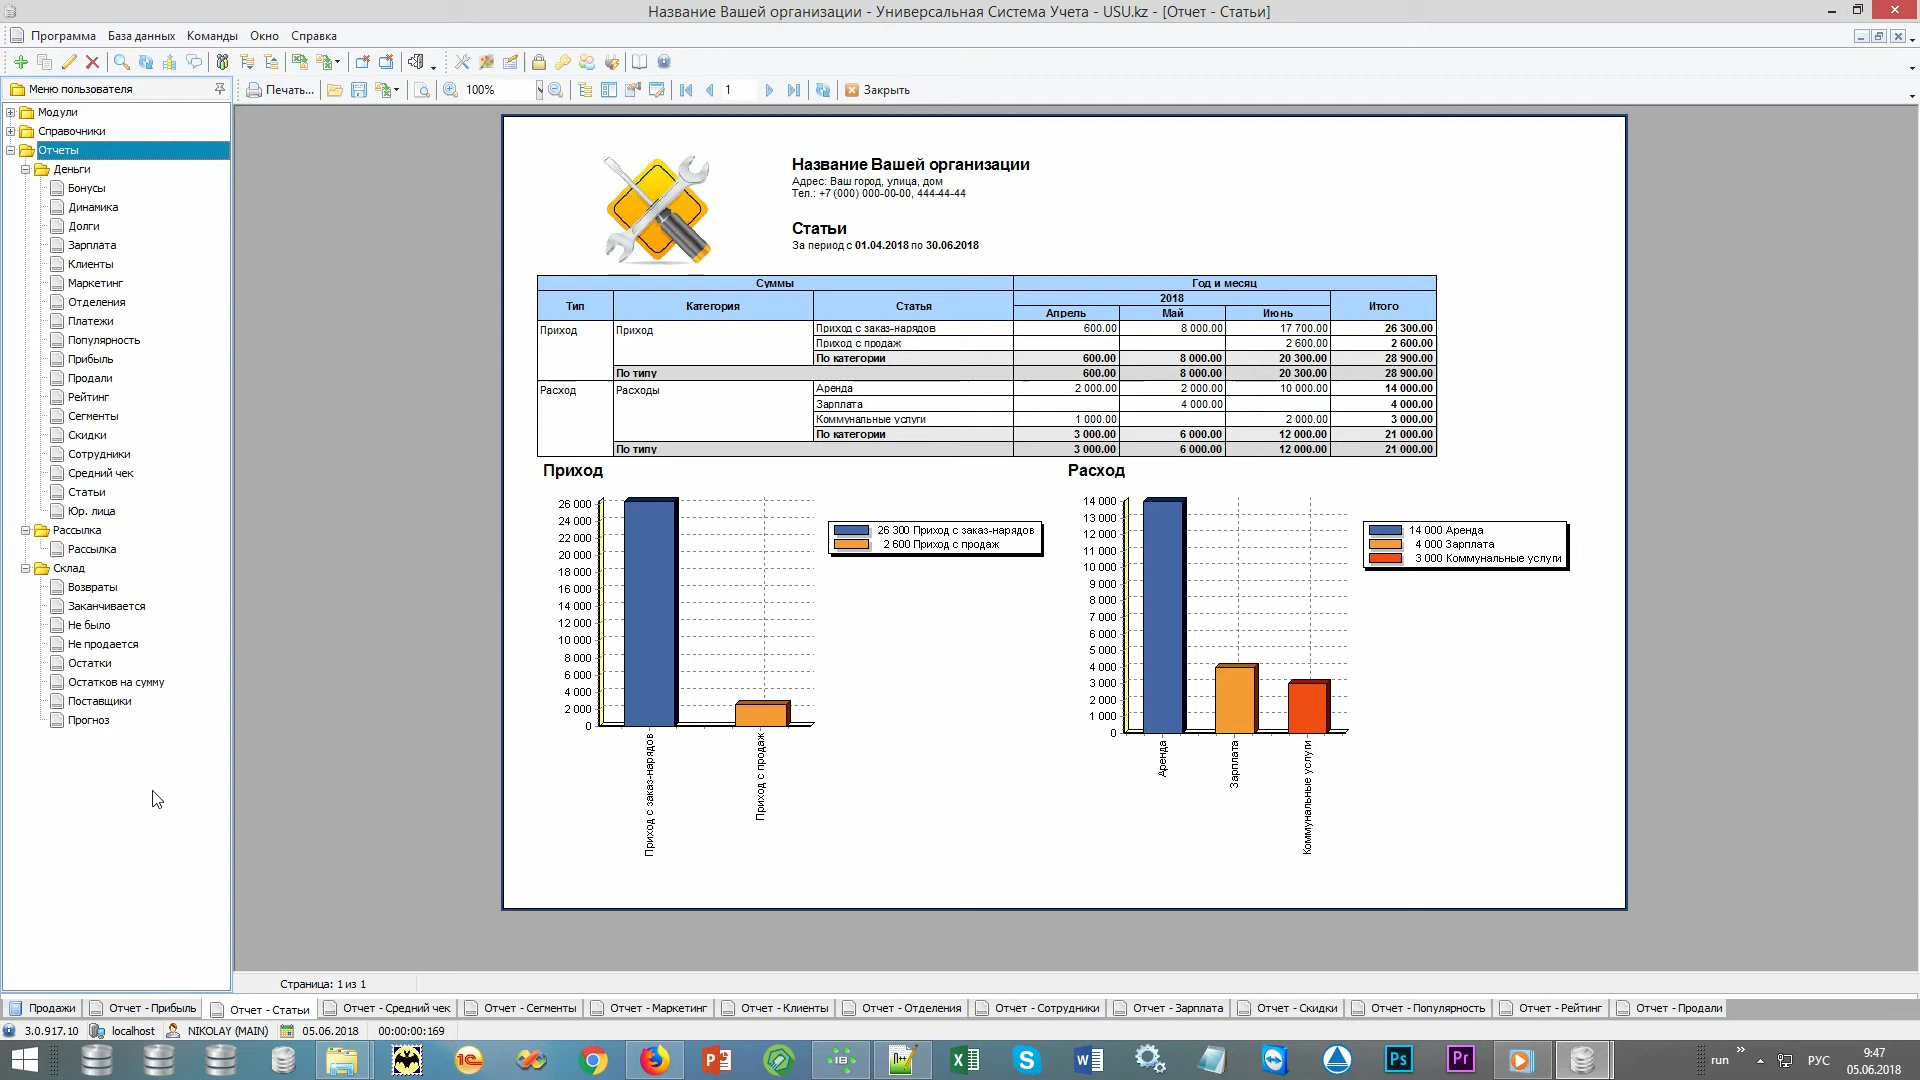 Название Вашей организации - Универсальная Система Учета - USU.kz - [Отчет - Статьи]
Программа База данных Команды Окно Справка
Меню пользователя
Печать... 100% 1 Закрыть
Модули
Справочники
Отчеты
Деньги
Бонусы
Динамика
Долги
Зарплата
Клиенты
Маркетинг
Отделения
Платежи
Популярность
Прибыль
Продали
Рейтинг
Сегменты
Скидки
Сотрудники
Средний чек
Статьи
Юр. лица
Рассылка
Рассылка
Склад
Возвраты
Заканчивается
Не было
Не продается
Остатки
Остатков на сумму
Поставщики
Прогноз
Название Вашей организации
Адрес: Ваш город, улица, дом
Тел.: +7 (000) 000-00-00, 444-44-44
Статьи
За период с 01.04.2018 по 30.06.2018
Суммы Год и месяц
Тип Категория Статья 2018 Итого
Апрель Май Июнь
Приход Приход Приход с заказ-нарядов 600.00 8 000.00 17 700.00 26 300.00
Приход с продаж 2 600.00 2 600.00
По категории 600.00 8 000.00 20 300.00 28 900.00
По типу 600.00 8 000.00 20 300.00 28 900.00
Расход Расходы Аренда 2 000.00 2 000.00 10 000.00 14 000.00
Зарплата 4 000.00 4 000.00
Коммунальные услуги 1 000.00 2 000.00 3 000.00
По категории 3 000.00 6 000.00 12 000.00 21 000.00
По типу 3 000.00 6 000.00 12 000.00 21 000.00
Приход
26 000
24 000
22 000
20 000
18 000
16 000
14 000
12 000
10 000
8 000
6 000
4 000
2 000
0
Приход с заказ-нарядов
Приход с продаж
26 300 Приход с заказ-нарядов
2 600 Приход с продаж
Расход
14 000
13 000
12 000
11 000
10 000
9 000
8 000
7 000
6 000
5 000
4 000
3 000
2 000
1 000
0
Аренда
Зарплата
Коммунальные услуги
14 000 Аренда
4 000 Зарплата
3 000 Коммунальные услуги
Страница: 1 из 1
Продажи Отчет - Прибыль Отчет - Статьи Отчет - Средний чек Отчет - Сегменты Отчет - Маркетинг Отчет - Клиенты Отчет - Отделения Отчет - Сотрудники Отчет - Зарплата Отчет - Скидки Отчет - Популярность Отчет - Рейтинг Отчет - Продали
3.0.917.10 localhost NIKOLAY (MAIN) 05.06.2018 00:00:00:169
run РУС 9:47
05.06.2018